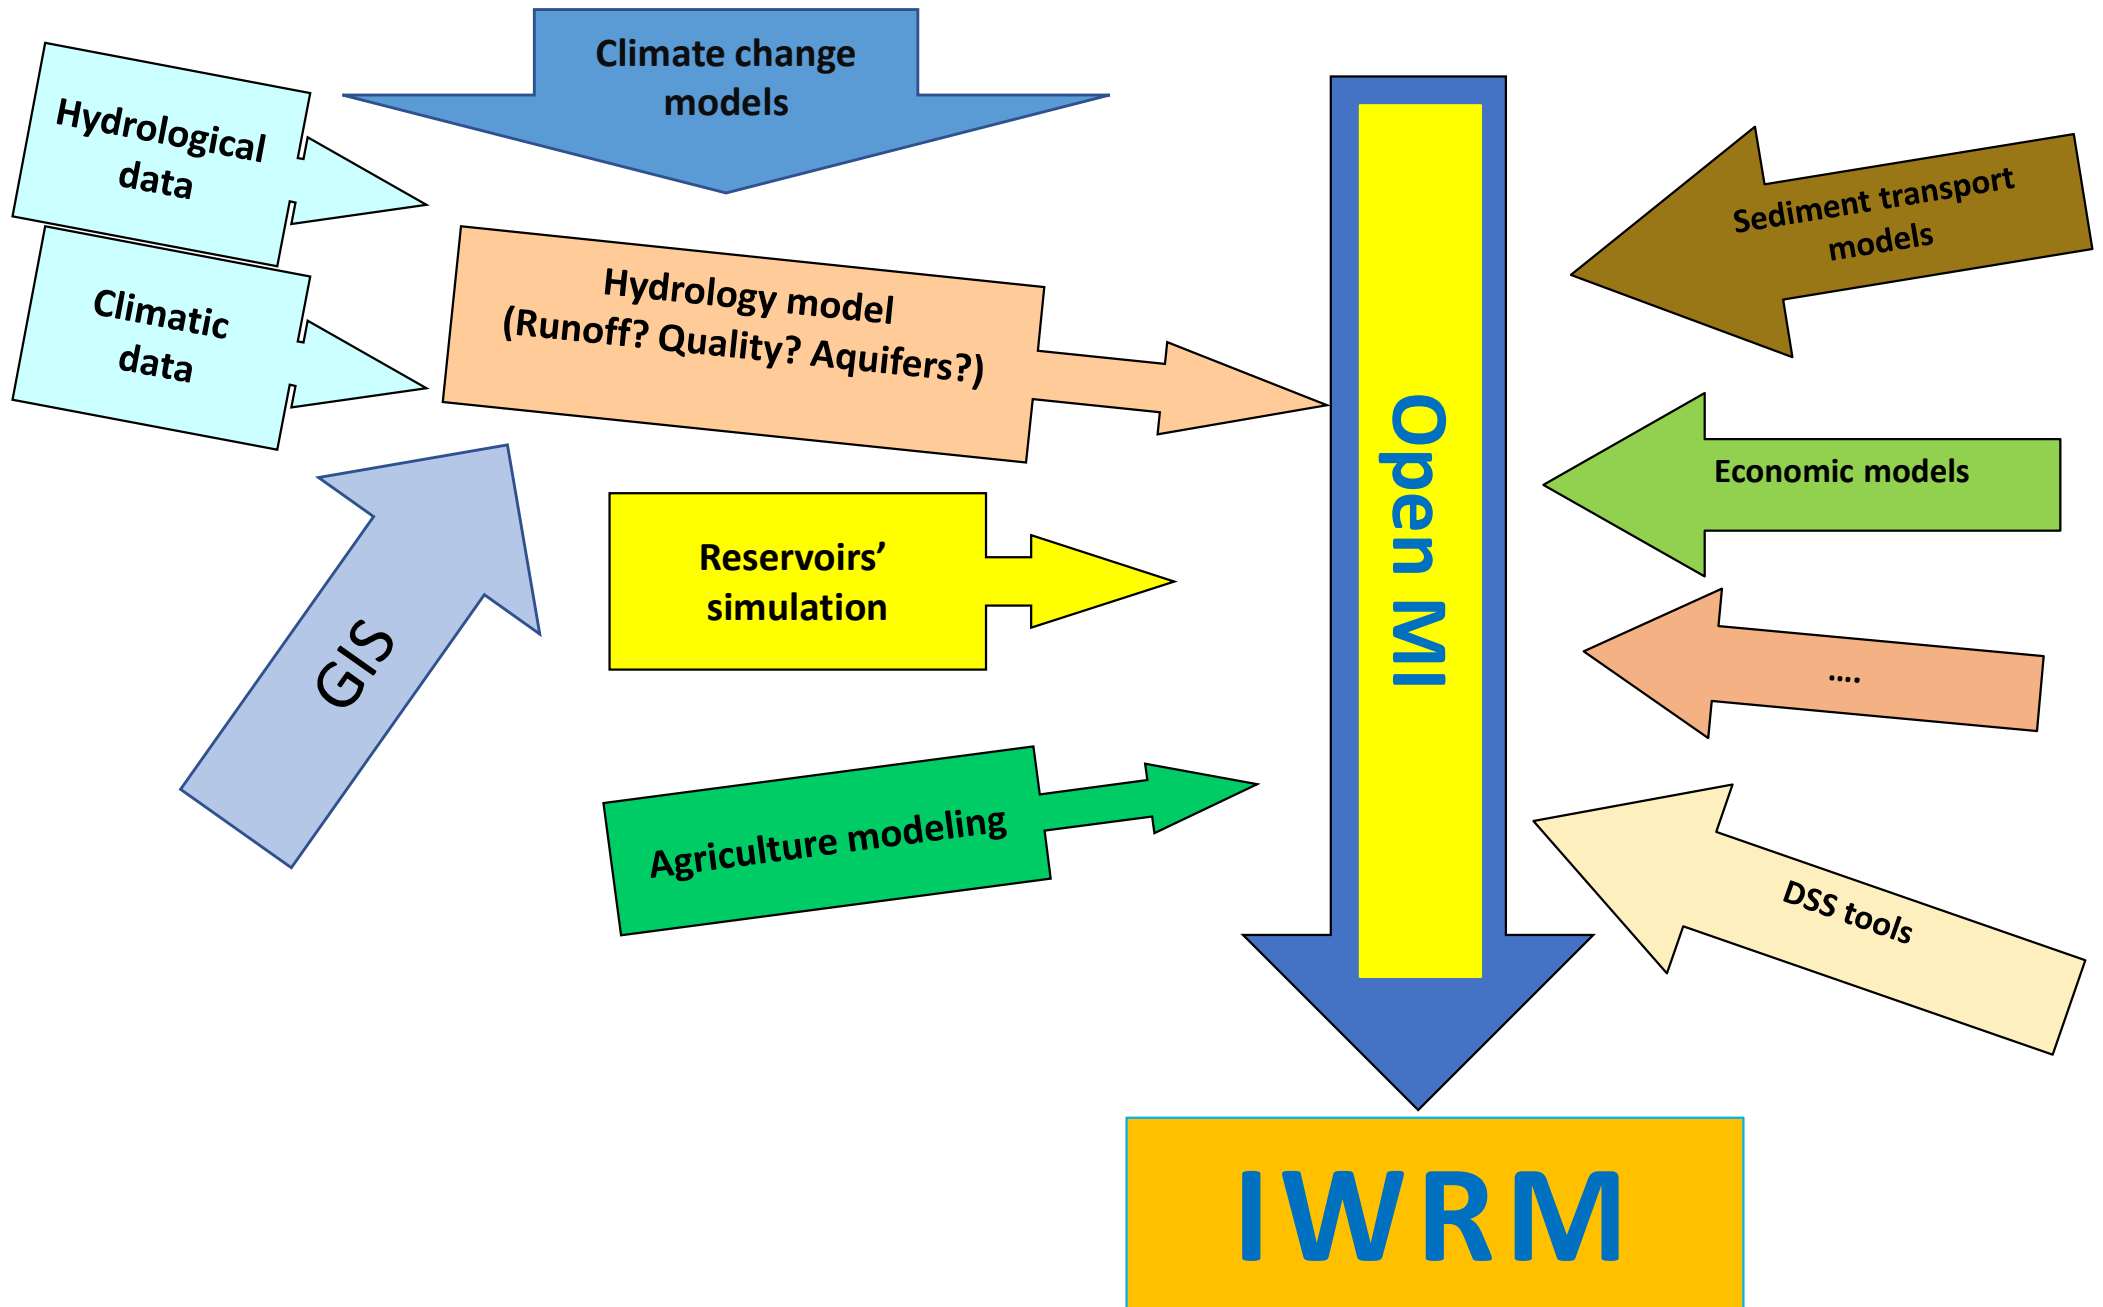 Climate change
models
Hydrological
data
Climatic
data
Hydrology model
(Runoff? Quality? Aquifers?)
GIS
Reservoirs’
simulation
Agriculture modeling
Open MI
Sediment transport
models
Economic models
....
DSS tools
IWRM